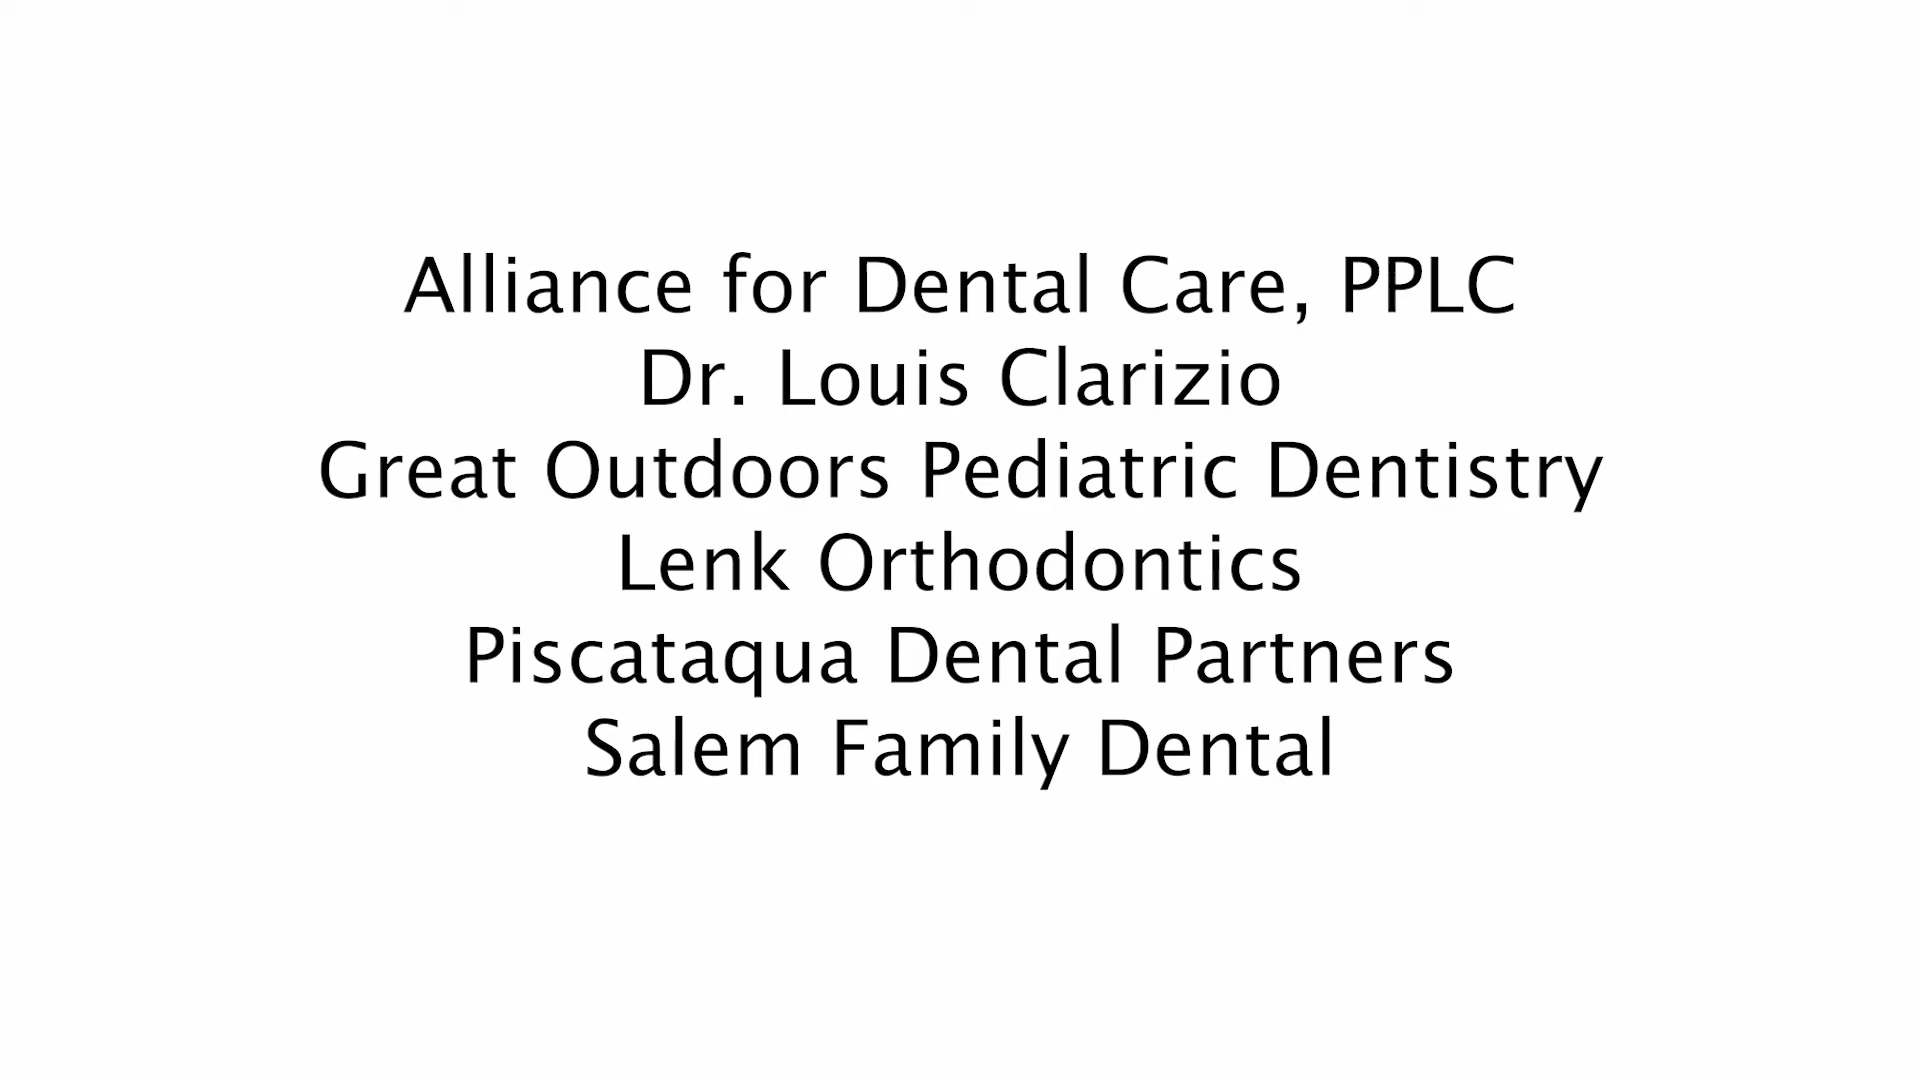 Alliance for Dental Care, PPLC
Dr. Louis Clarizio
Great Outdoors Pediatric Dentistry
Lenk Orthodontics
Piscataqua Dental Partners
Salem Family Dental